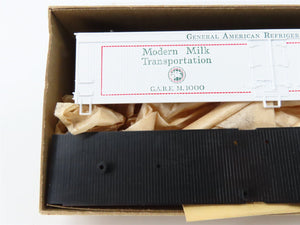 General American Refriger
Modern Milk
Transportation
G.A.R.F. M. 1000